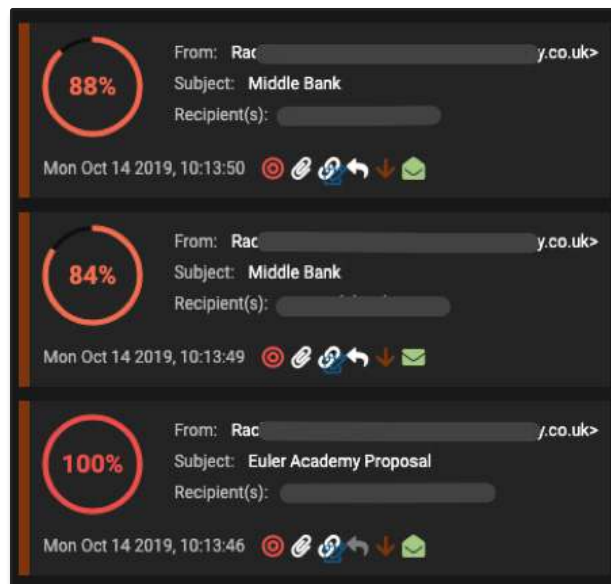 88%
From: Rac y.co.uk>
Subject: Middle Bank
Recipient(s):
Mon Oct 14 2019, 10:13:50
84%
From: Rac y.co.uk>
Subject: Middle Bank
Recipient(s):
Mon Oct 14 2019, 10:13:49
100%
From: Rac y.co.uk>
Subject: Euler Academy Proposal
Recipient(s):
Mon Oct 14 2019, 10:13:46